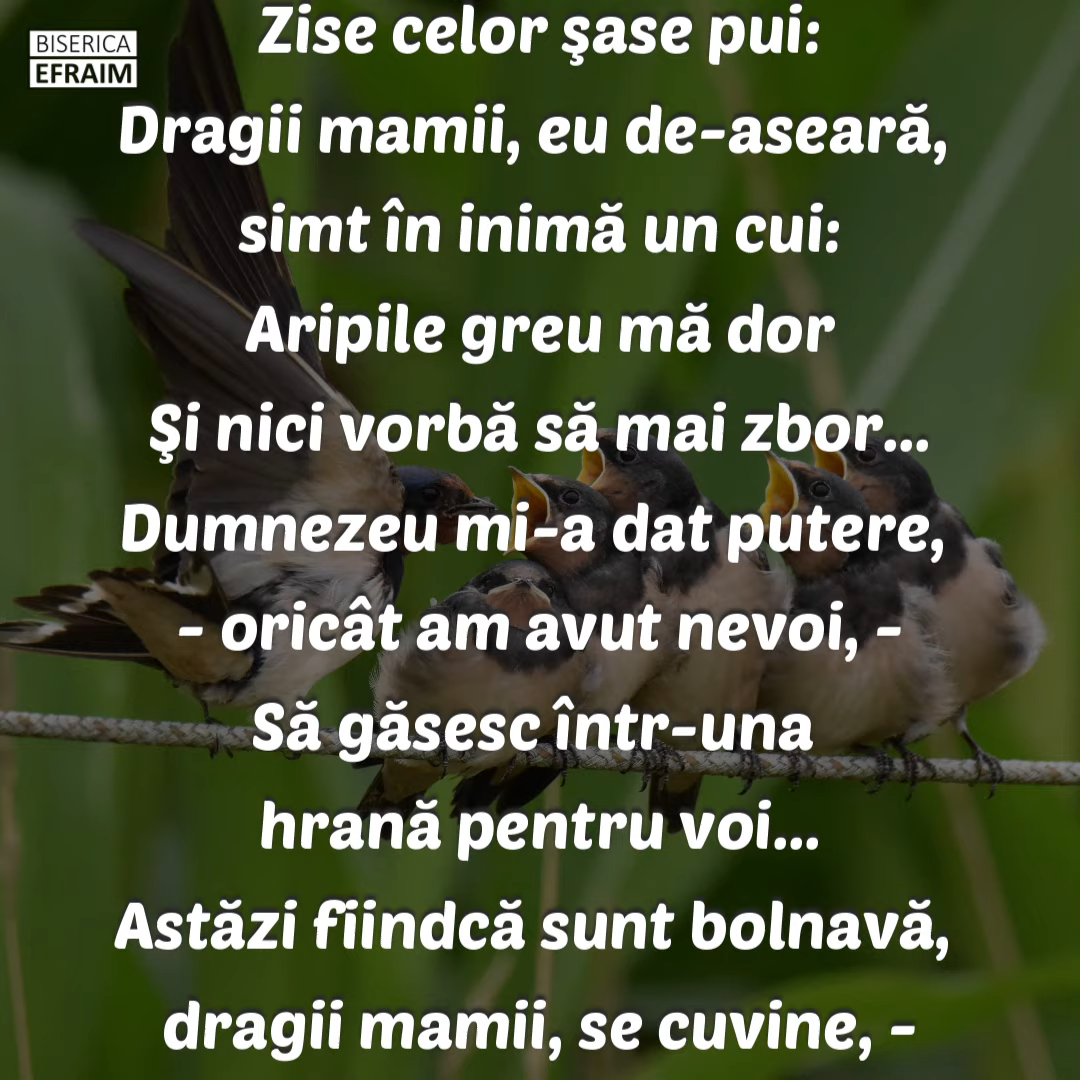 BISERICA
EFRAIM
Zise celor şase pui:
Dragii mamii, eu de-aseară,
simt în inimă un cui:
Aripile greu mă dor
Şi nici vorbă să mai zbor...
Dumnezeu mi-a dat putere,
- oricât am avut nevoi, -
Să găsesc într-una
hrană pentru voi...
Astăzi fiindcă sunt bolnavă,
dragii mamii, se cuvine, -